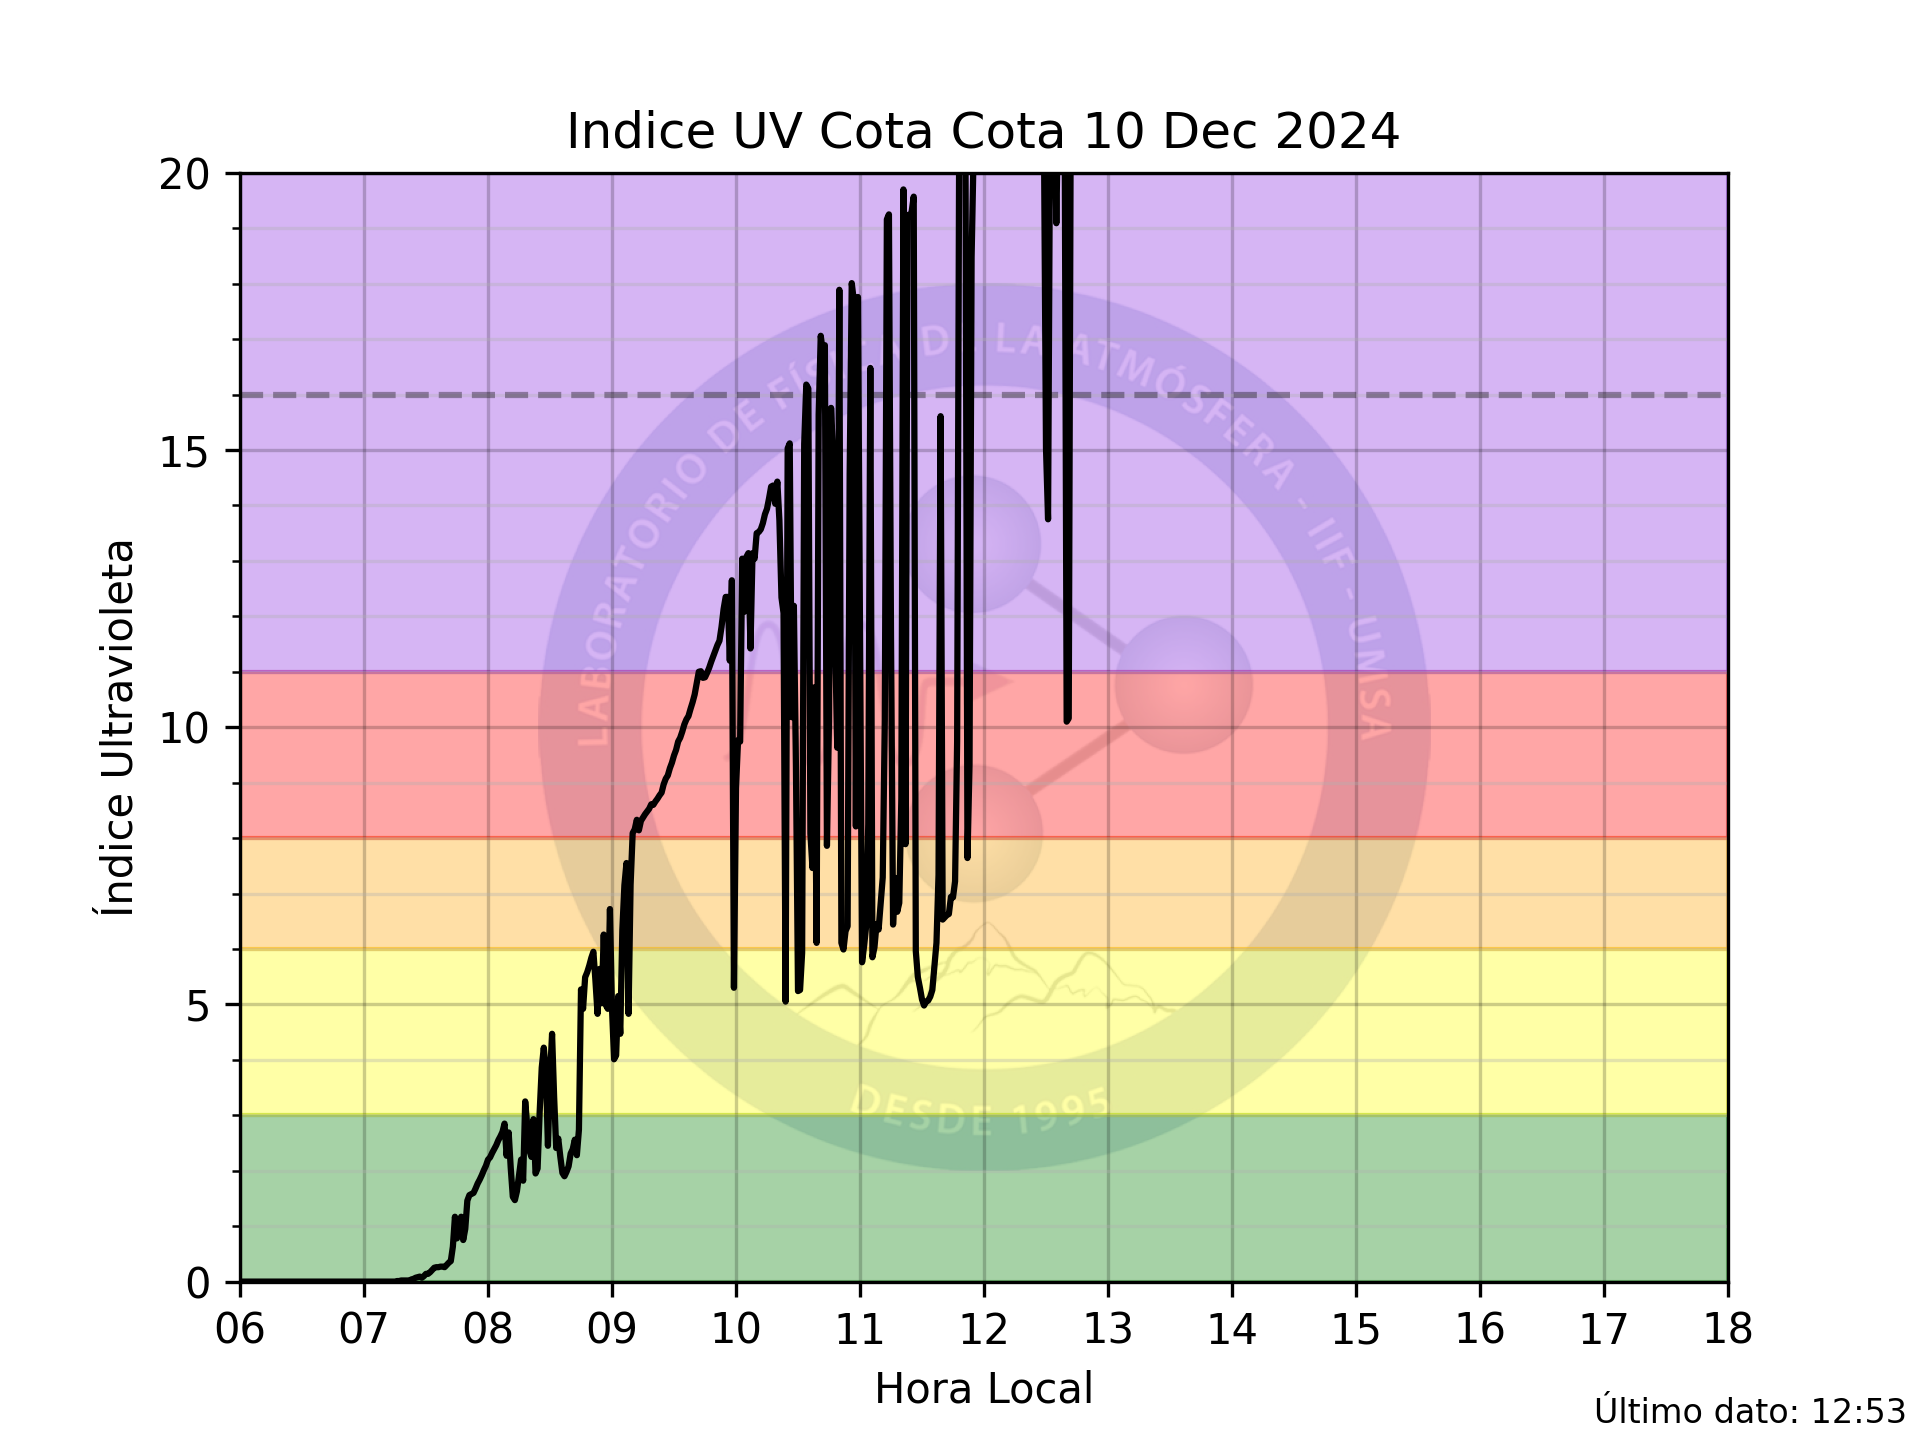 Indice UV Cota Cota 10 Dec 2024
20
15
10
5
0
Índice Ultravioleta
LABORATORIO DE FÍSICA D LA ATMÓSFERA - IIF - UMSA
DESDE 1995
06 07 08 09 10 11 12 13 14 15 16 17 18
Hora Local
Último dato: 12:53